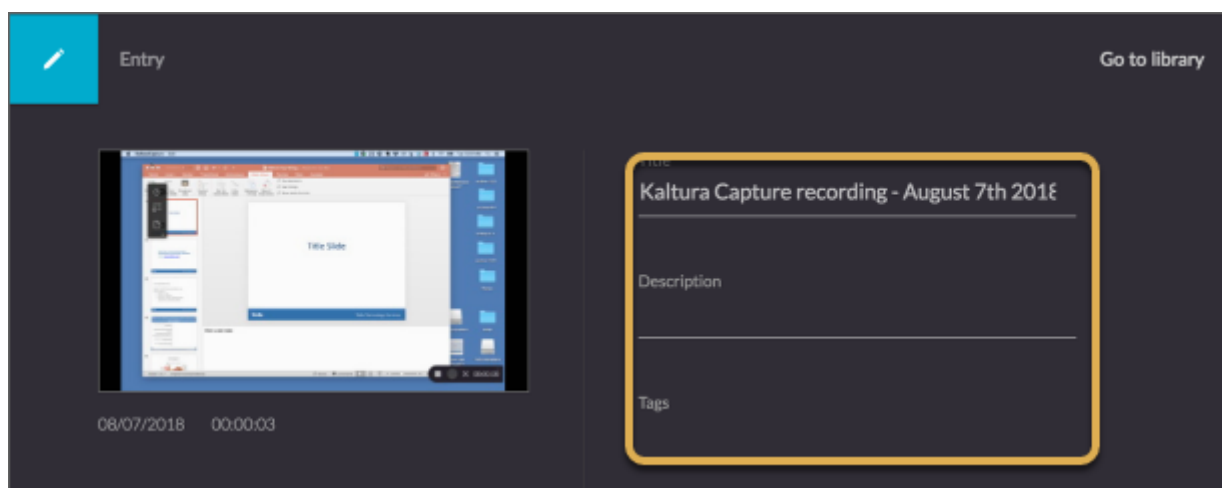 Entry
Go to library
Title
Kaltura Capture recording - August 7th 2018
Description
Tags
Title Slide
08/07/2018 00:00:03